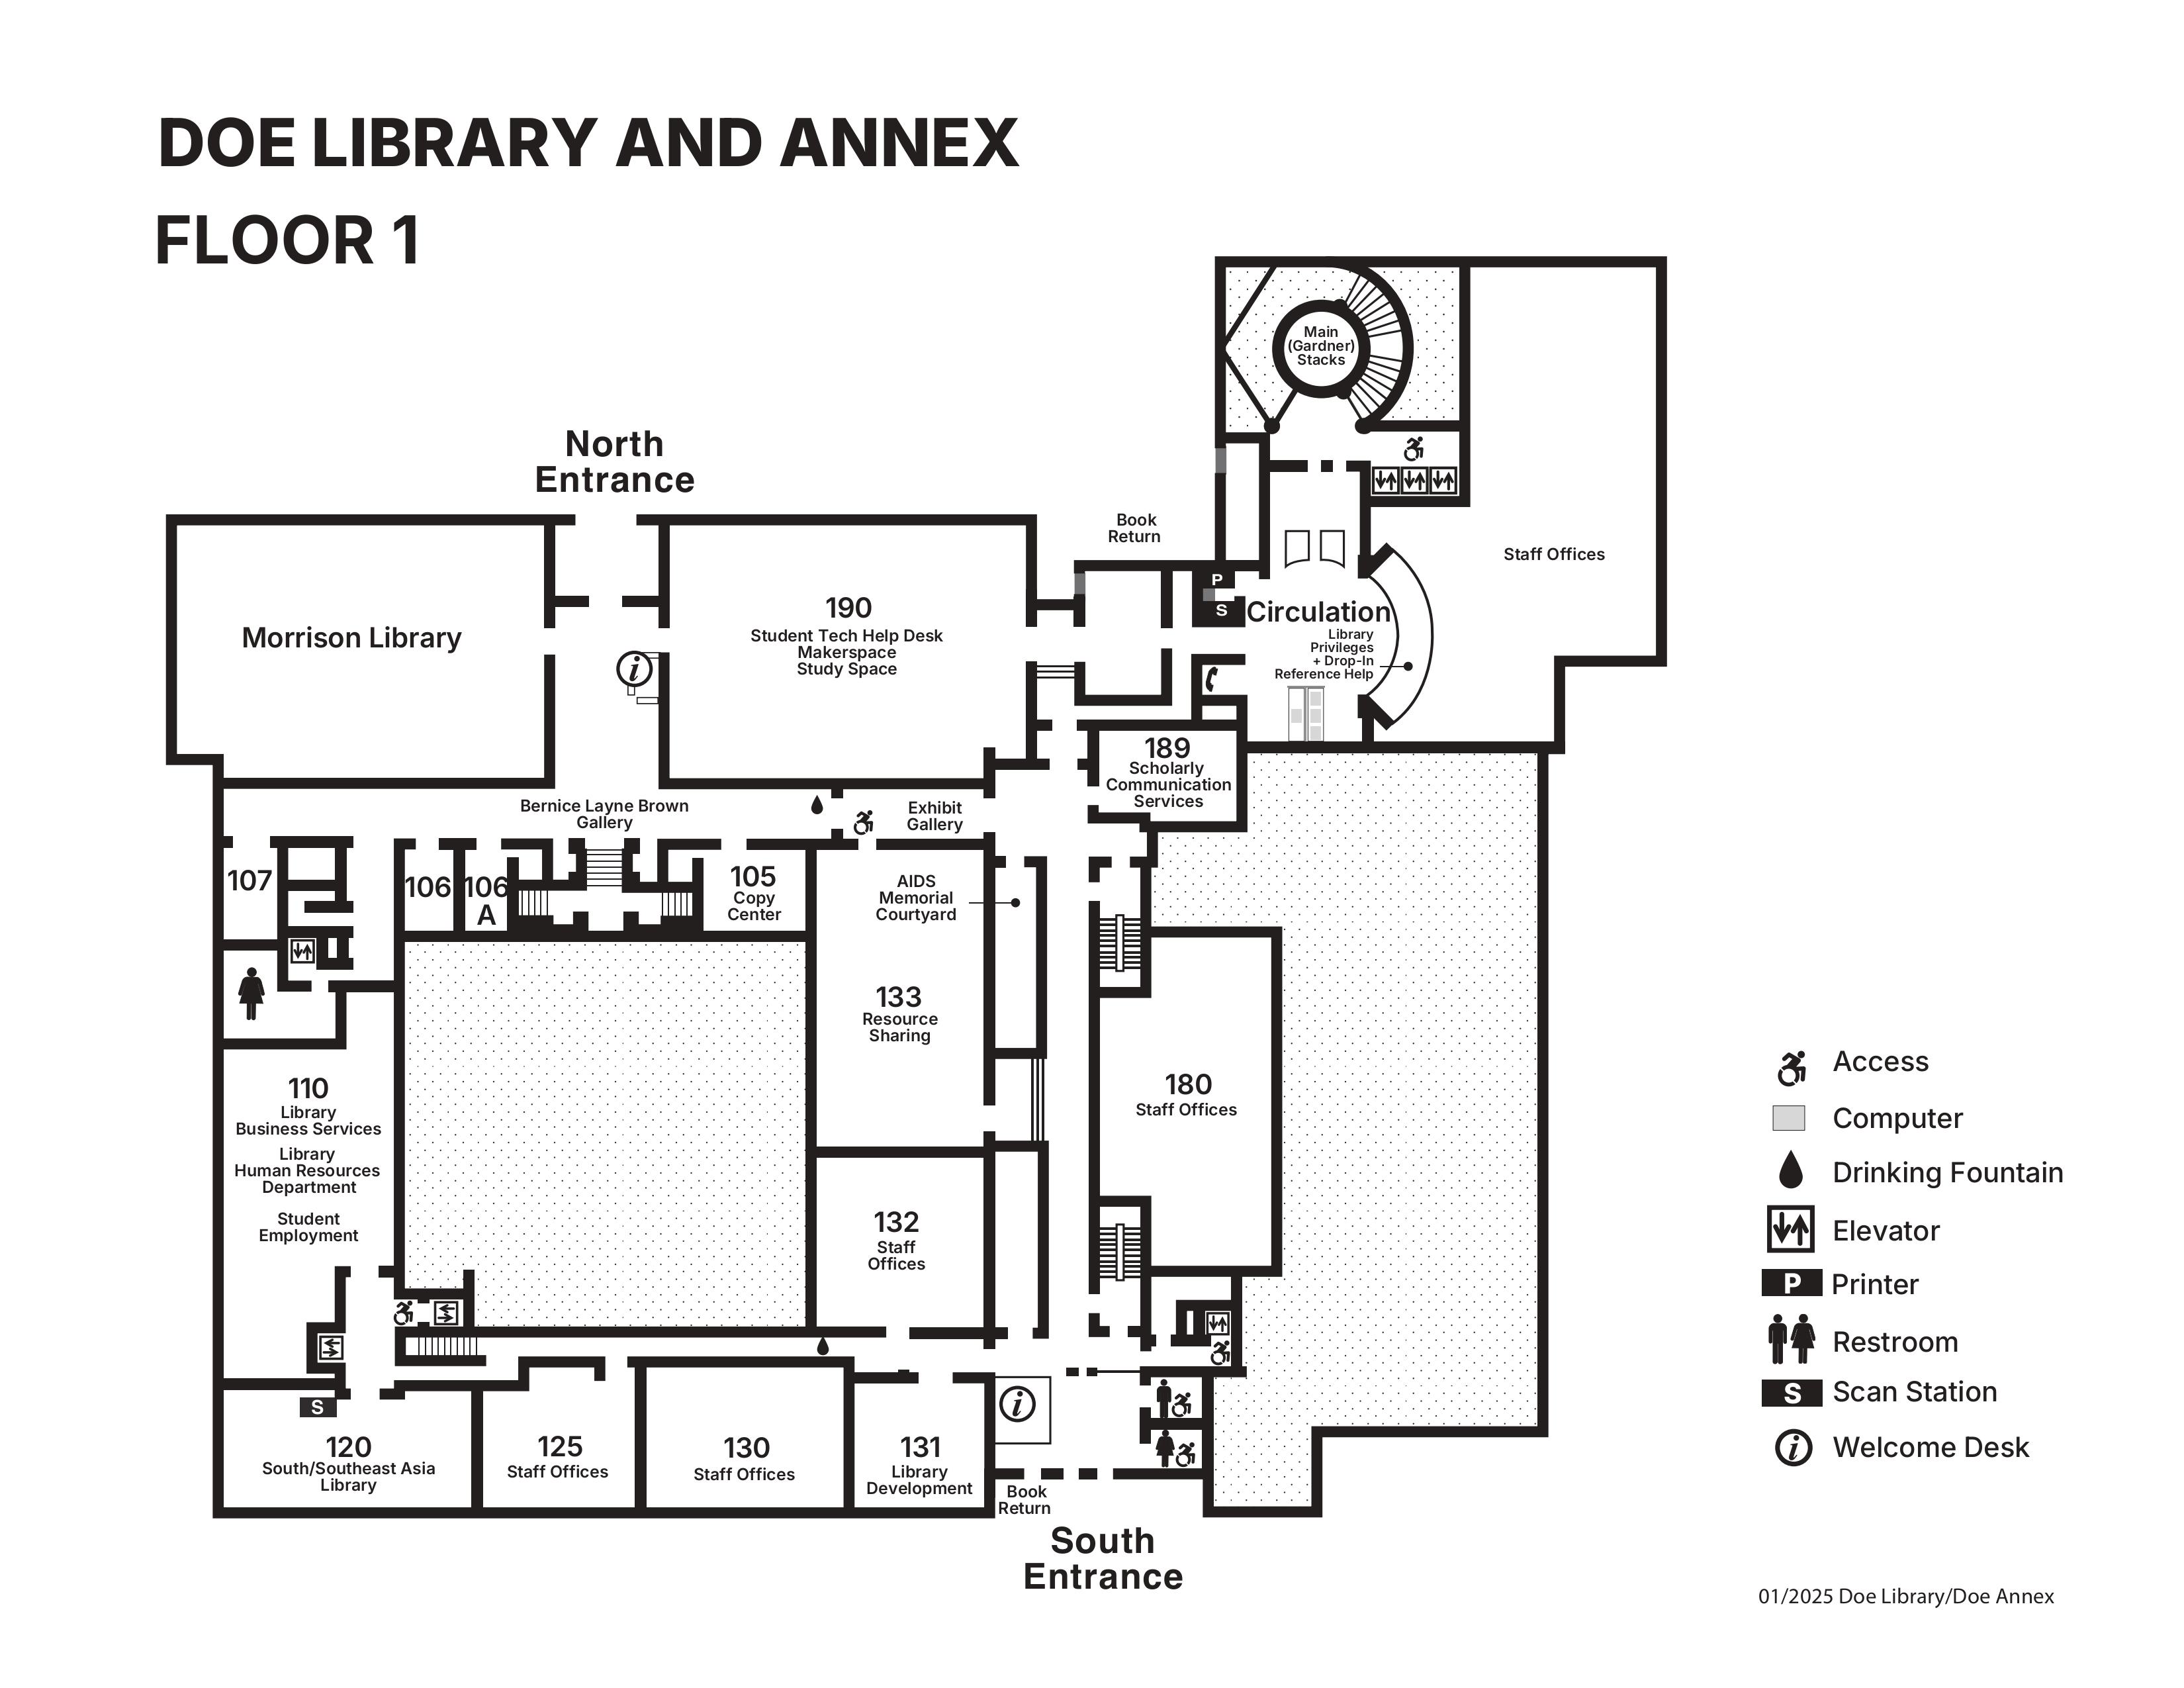 DOE LIBRARY AND ANNEX
FLOOR 1
Main
(Gardner)
Stacks
North
Entrance
Book
Return
Staff Offices
Morrison Library
190
Student Tech Help Desk
Makerspace
Study Space
P
S
Circulation
Library
Privileges
+ Drop-In
Reference Help
i
189
Scholarly
Communication
Services
Bernice Layne Brown
Gallery
Exhibit
Gallery
107
106
106
A
105
Copy
Center
AIDS
Memorial
Courtyard
133
Resource
Sharing
110
Library
Business Services
Library
Human Resources
Department
Student
Employment
180
Staff Offices
132
Staff
Offices
S
120
South/Southeast Asia
Library
125
Staff Offices
130
Staff Offices
131
Library
Development
i
Book
Return
South
Entrance
Access
Computer
Drinking Fountain
Elevator
P Printer
Restroom
S Scan Station
i Welcome Desk
01/2025 Doe Library/Doe Annex